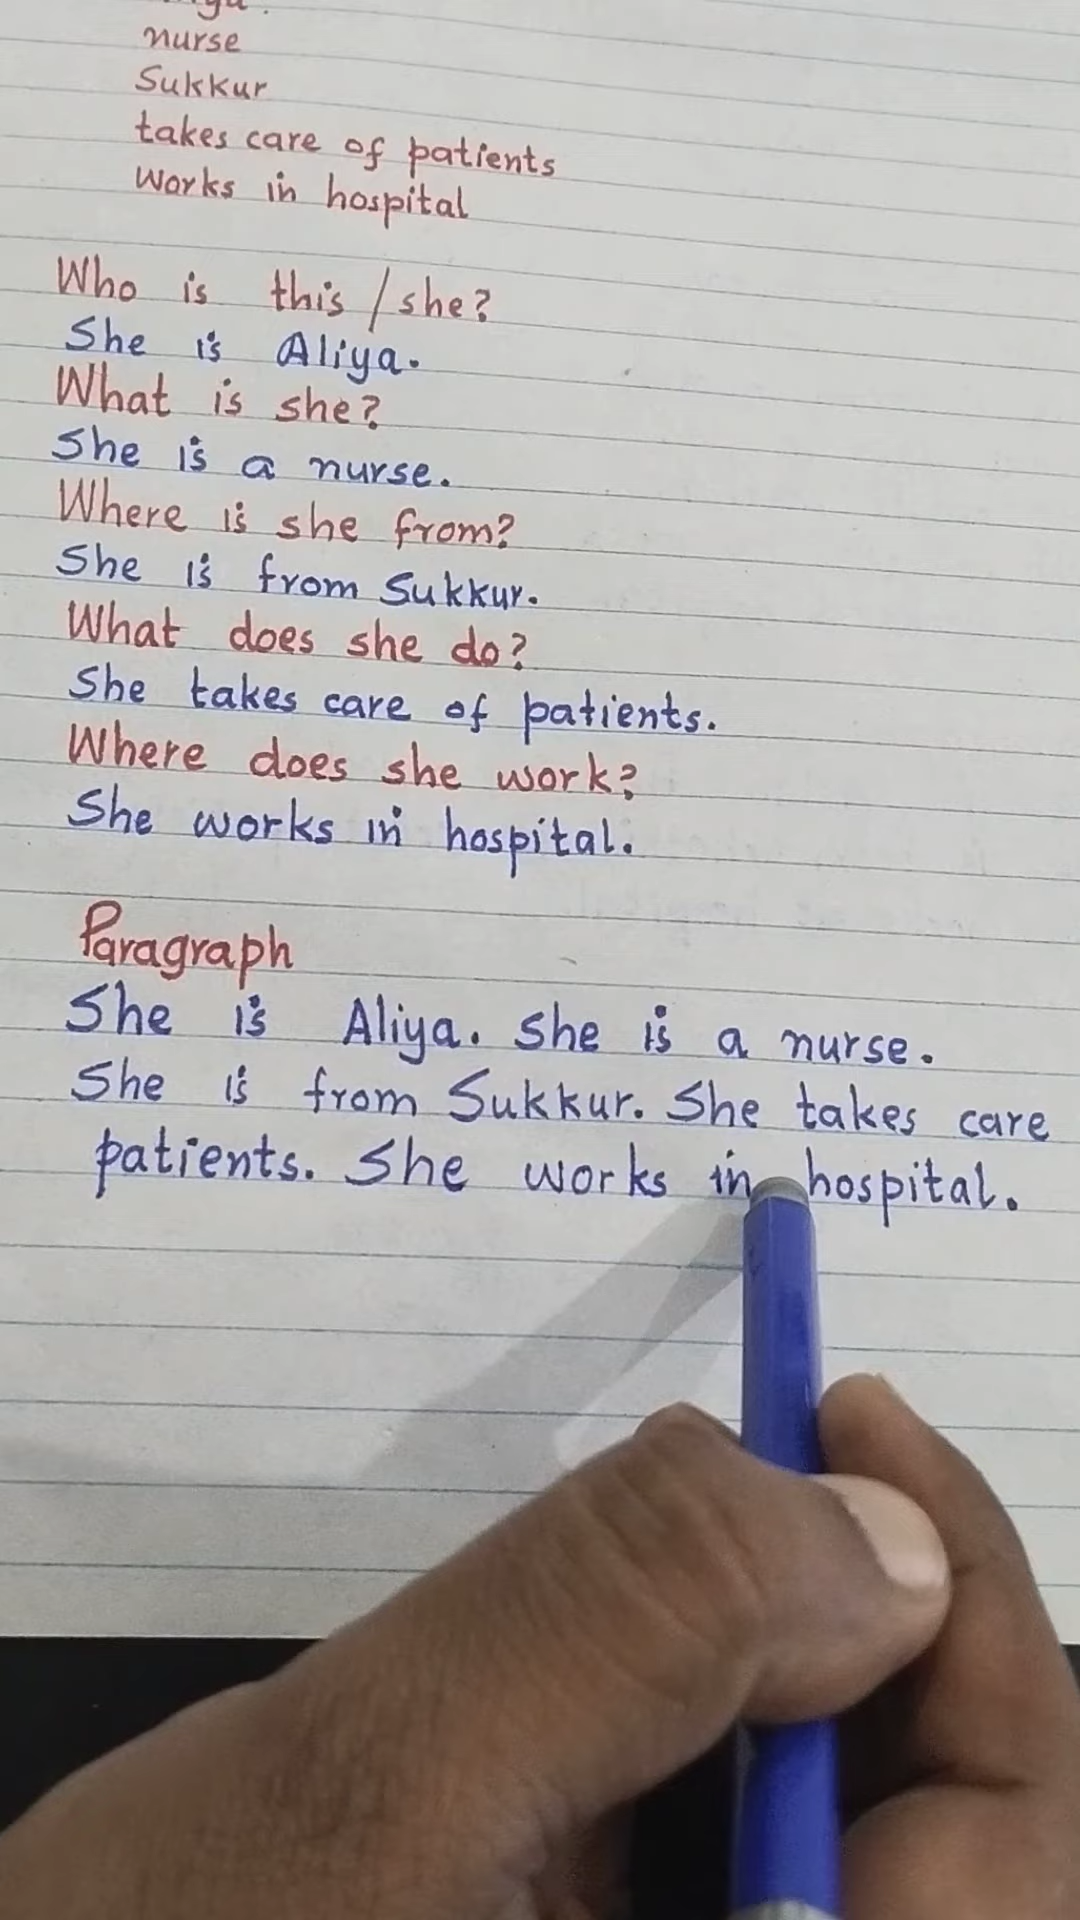 nurse
Sukkur
takes care of patients
Works in hospital
Who is this / she?
She is Aliya.
What is she?
She is a nurse.
Where is she from?
She is from Sukkur.
What does she do?
She takes care of patients.
Where does she work?
She works in hospital.
Paragraph
She is Aliya. She is a nurse.
She is from Sukkur. She takes care
patients. She works in hospital.